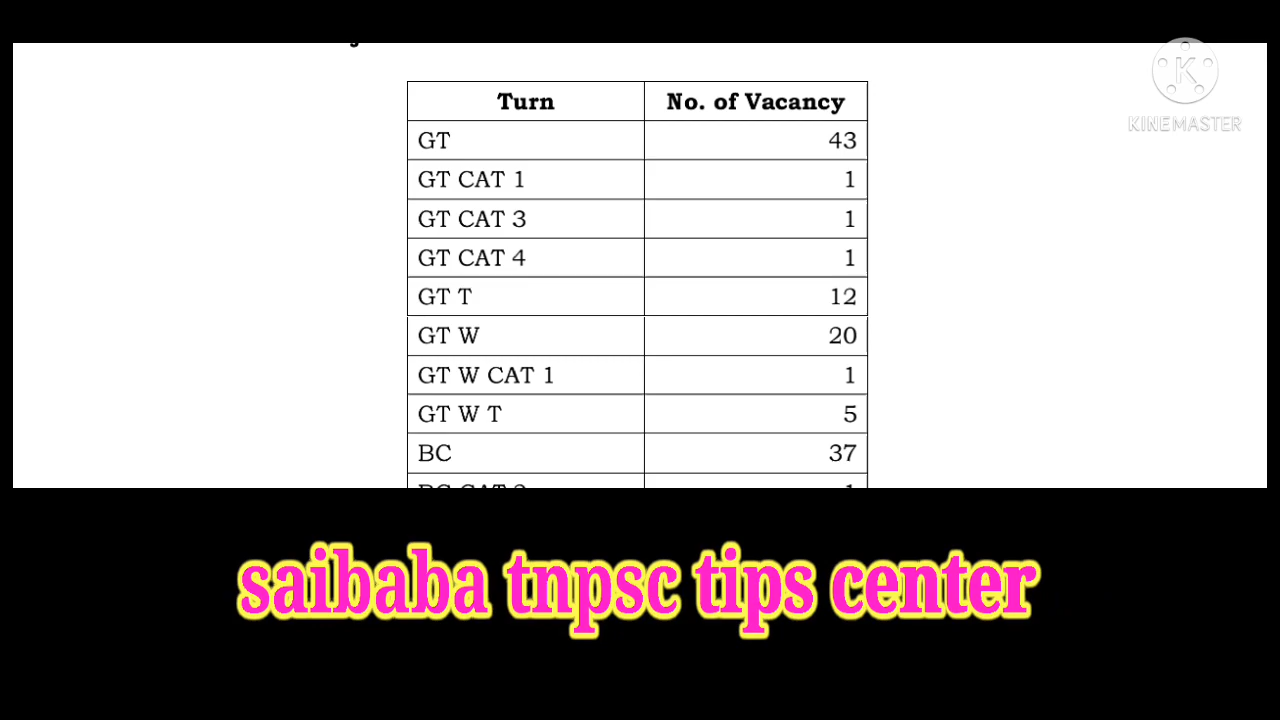 Turn No. of Vacancy
GT 43
GT CAT 1 1
GT CAT 3 1
GT CAT 4 1
GT T 12
GT W 20
GT W CAT 1 1
GT W T 5
BC 37
K
KINEMASTER
saibaba tnpsc tips center